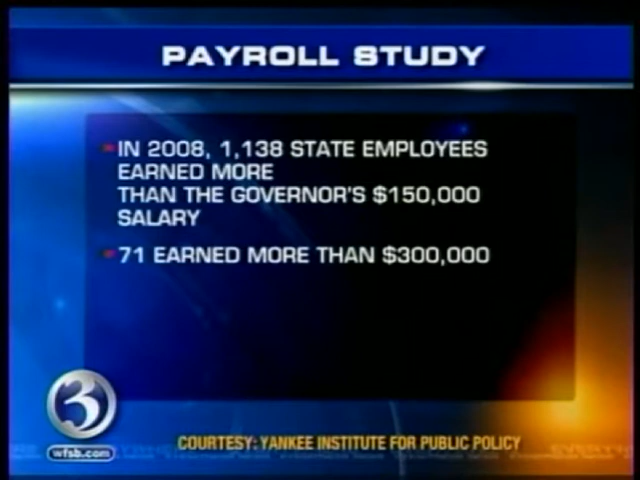 PAYROLL STUDY
IN 2008, 1,138 STATE EMPLOYEES
EARNED MORE
THAN THE GOVERNOR'S $150,000
SALARY
71 EARNED MORE THAN $300,000
3
wfsb.com
COURTESY: YANKEE INSTITUTE FOR PUBLIC POLICY